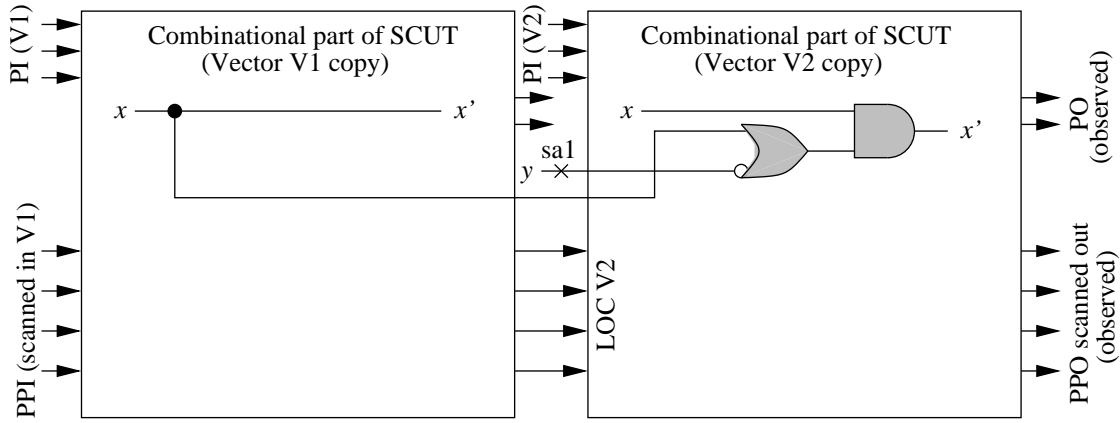 PI (V1)
Combinational part of SCUT
(Vector V1 copy)
x
x'
PPI (scanned in V1)
PI (V2)
Combinational part of SCUT
(Vector V2 copy)
x
x'
sa1
y
LOC V2
PO
(observed)
PPO scanned out
(observed)